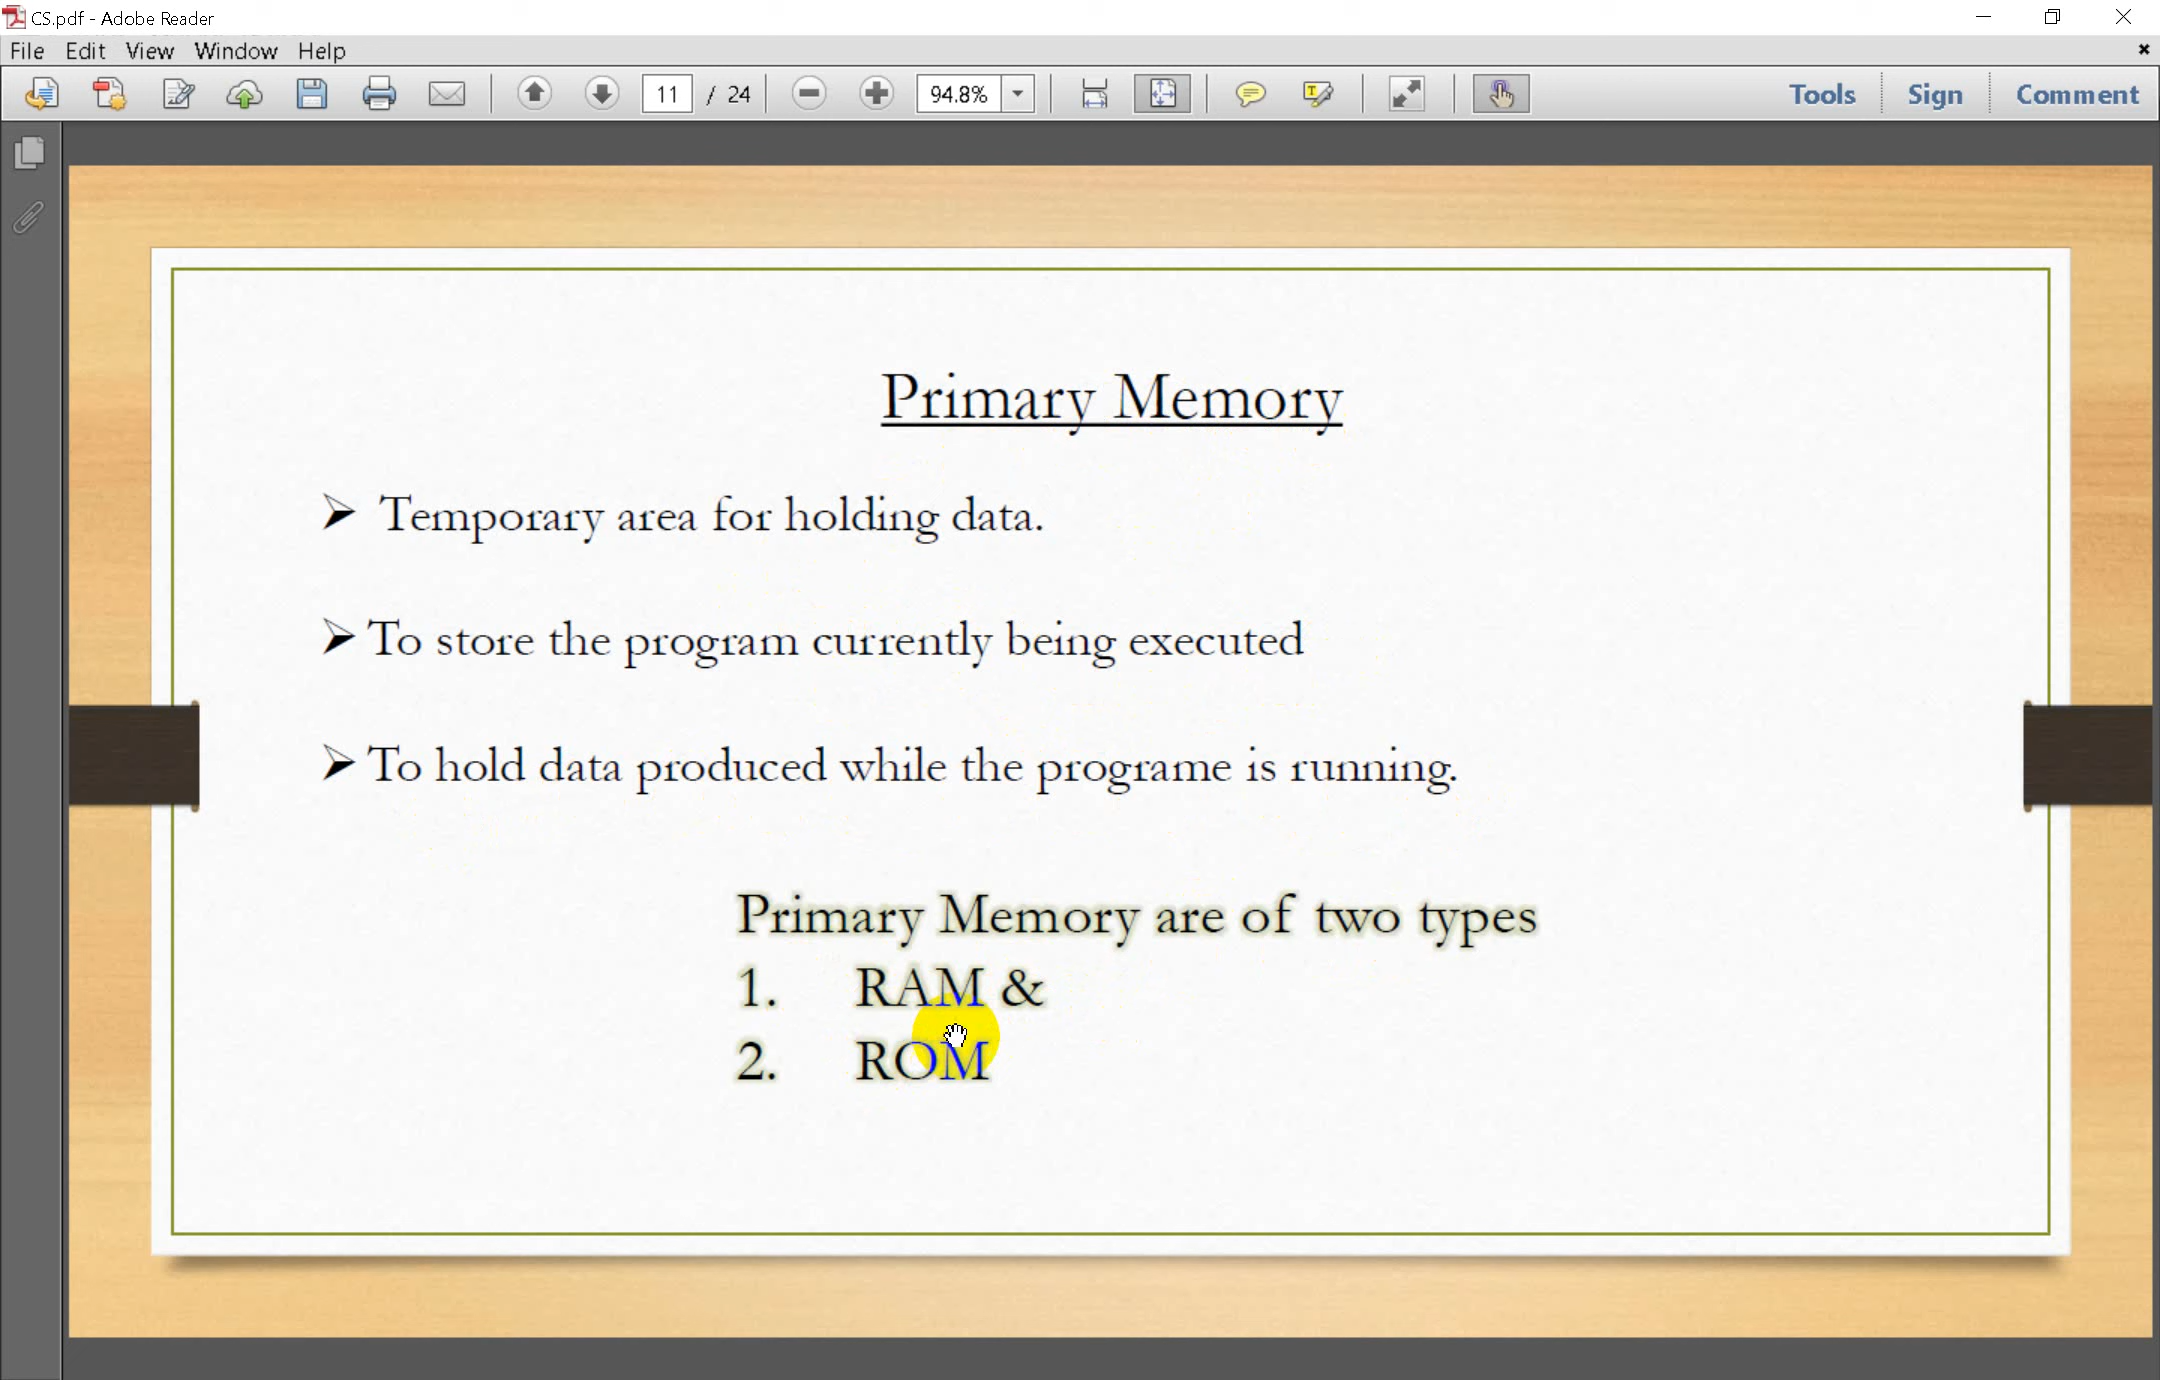 CS.pdf - Adobe Reader
File Edit View Window Help
11 / 24 94.8% Tools Sign Comment
Primary Memory
➢ Temporary area for holding data.
➢ To store the program currently being executed
➢ To hold data produced while the programe is running.
Primary Memory are of two types
1. RAM &
2. ROM